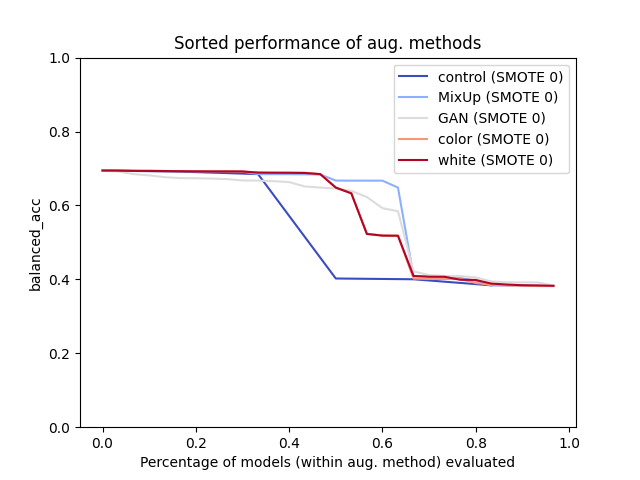 Sorted performance of aug. methods
1.0
0.8
0.6
0.4
0.2
0.0
balanced_acc
control (SMOTE 0)
MixUp (SMOTE 0)
GAN (SMOTE 0)
color (SMOTE 0)
white (SMOTE 0)
0.0 0.2 0.4 0.6 0.8 1.0
Percentage of models (within aug. method) evaluated